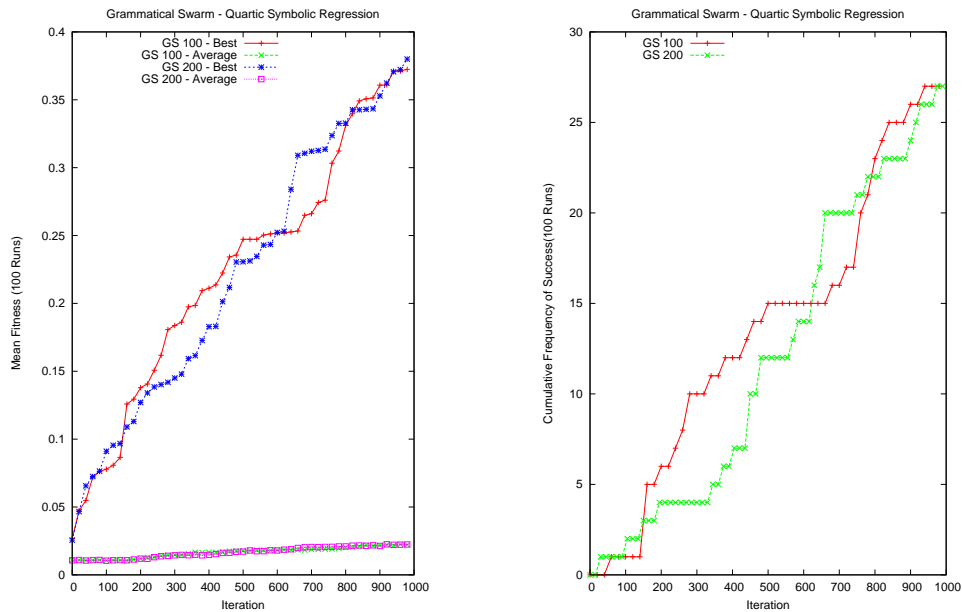 Grammatical Swarm - Quartic Symbolic Regression
GS 100 - Best
GS 100 - Average
GS 200 - Best
GS 200 - Average
0.4
0.35
0.3
0.25
0.2
0.15
0.1
0.05
0
Mean Fitness (100 Runs)
0 100 200 300 400 500 600 700 800 900 1000
Iteration
Grammatical Swarm - Quartic Symbolic Regression
GS 100
GS 200
30
25
20
15
10
5
0
Cumulative Frequency of Success(100 Runs)
0 100 200 300 400 500 600 700 800 900 1000
Iteration